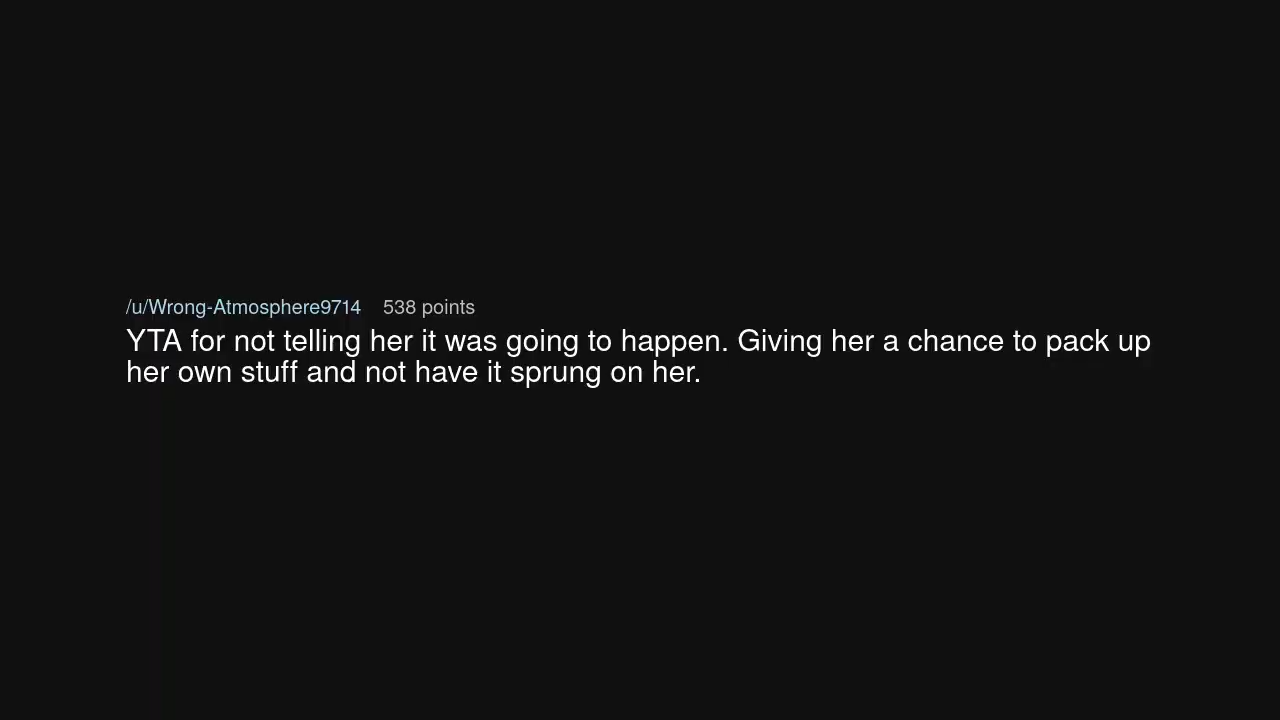 /u/Wrong-Atmosphere9714 538 points
YTA for not telling her it was going to happen. Giving her a chance to pack up
her own stuff and not have it sprung on her.